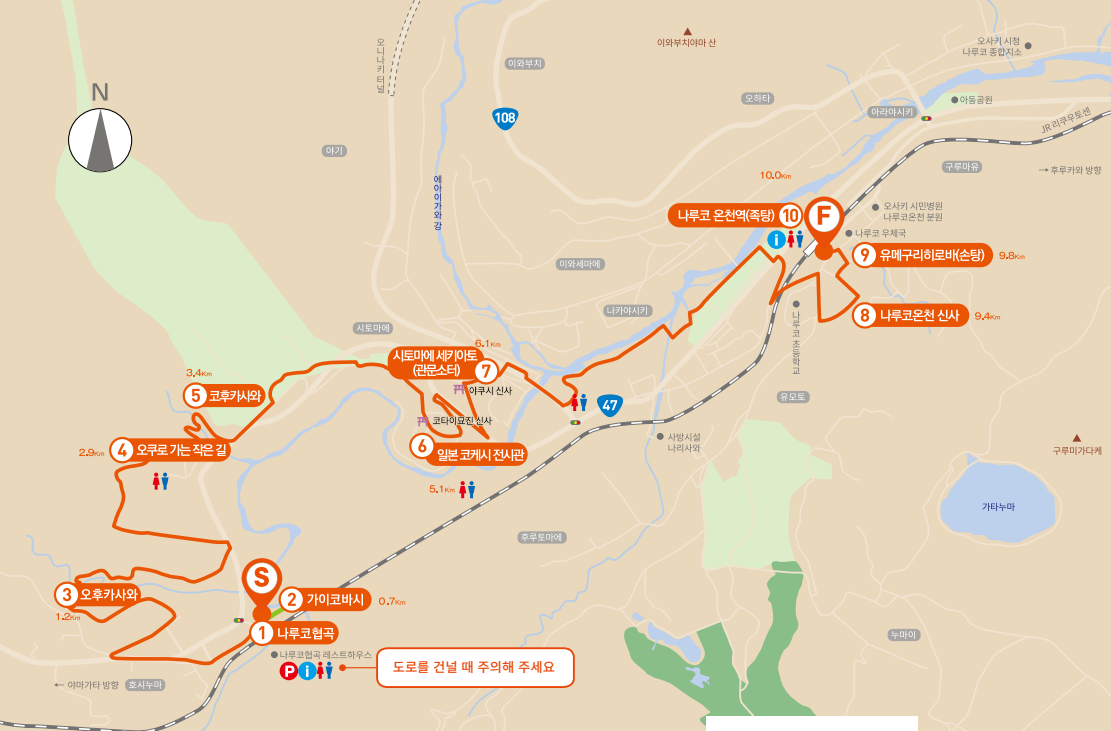 N
오니나키 터널
이와부치
이와부치야마 산
오사키 시청
나루코 종합지소
108
오하타
아라야시키
아동공원
JR 리쿠우토센
야기
에아이가와 강
10.0Km
구루마유
→ 후루카와 방향
나루코 온천역(족탕) 10
F
i
오사키 시민병원
나루코온천 분원
나루코 우체국
9 유메구리히로바(손탕)
9.8Km
이와세마에
나카야시키
8 나루코온천 신사
9.4Km
나루코 초등학교
시토마에
6.1Km
시토마에 세키아토
(관문소터)
7
3.4Km
5 코후카사와
야쿠시 신사
47
유모토
코타이묘진 신사
6 일본 코케시 전시관
5.1Km
사방시설
나리사와
구루미가다케
2.9Km
4 오쿠로 가는 작은 길
가타누마
후루토마에
S
3 오후카사와
1.2Km
2 가이코바시
0.7Km
1 나루코협곡
누마이
나루코협곡 레스트하우스
P i
도로를 건널 때 주의해 주세요
← 야마가타 방향
호시누마